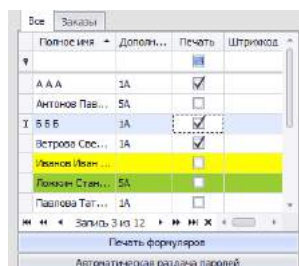 Все Заказы
Полное имя Дополн... Печать Штрихкод
А А А 1А
Антонов Пав... 5А
Б Б Б 1А
Ветрова Све... 1А
Иванов Иван ...
Ложкин Стан... 5А
Павлова Тат... 1А
Запись 3 из 12
Печать формуляров
Автоматическая раздача паролей